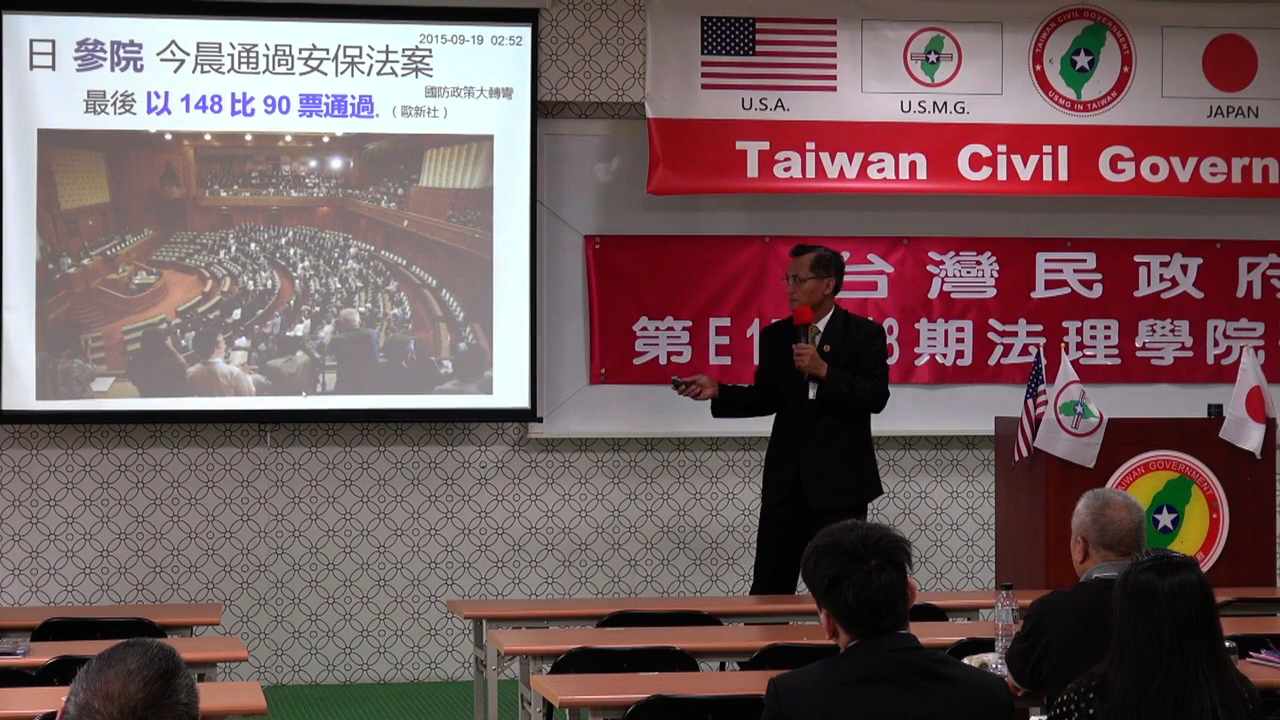 2015-09-19 02:52
日 參院 今晨通過安保法案
國防政策大轉彎
最後 以 148 比 90 票通過。(歐新社)
U.S.A.
U.S.M.G.
TAIWAN CIVIL GOVERNMENT
USMG IN TAIWAN
JAPAN
Taiwan Civil Govern
台灣民政府
第E1 8期法理學院
TAIWAN GOVERNMENT